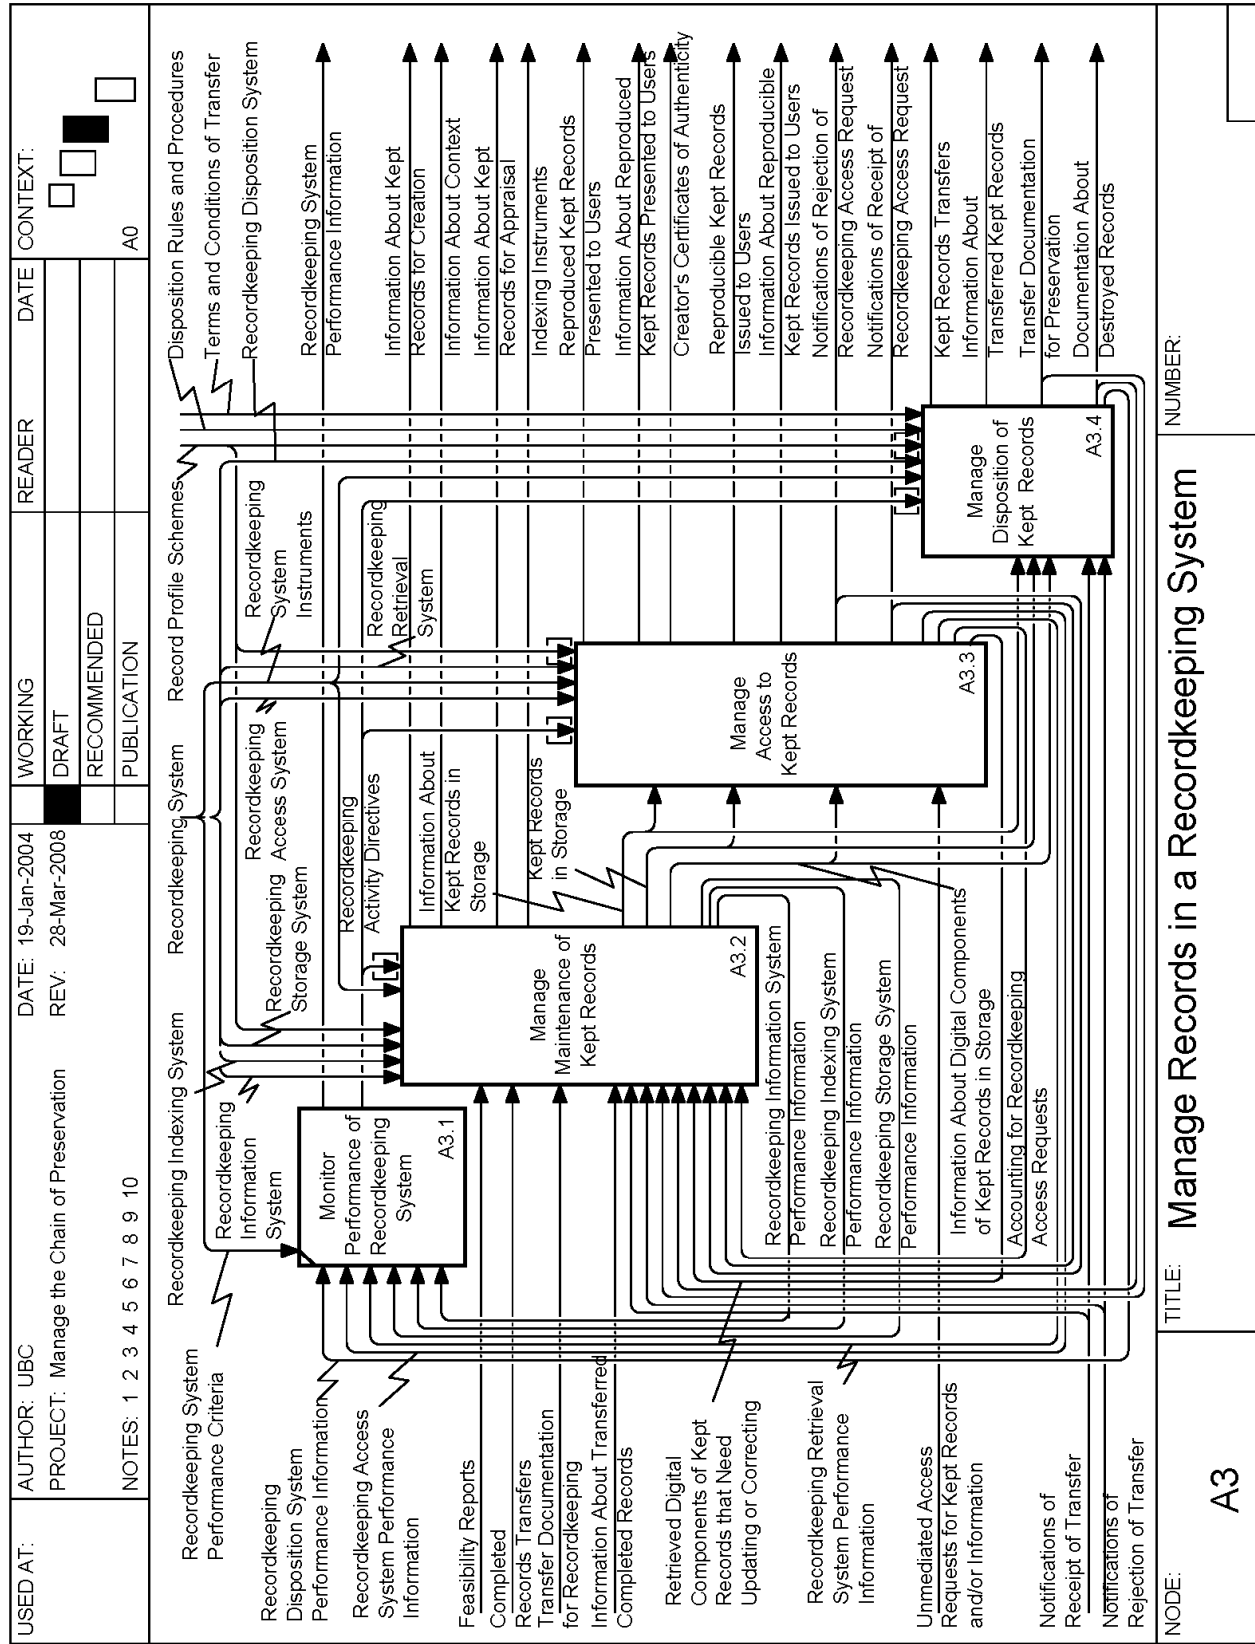 USED AT:
AUTHOR: UBC
PROJECT: Manage the Chain of Preservation
NOTES: 1 2 3 4 5 6 7 8 9 10
DATE: 19-Jan-2004
REV: 28-Mar-2008
WORKING
DRAFT
RECOMMENDED
PUBLICATION
READER
DATE
CONTEXT:
A0
Recordkeeping System
Performance Criteria
Recordkeeping Indexing System
Recordkeeping System
Record Profile Schemes
Disposition Rules and Procedures
Terms and Conditions of Transfer
Recordkeeping Disposition System
Recordkeeping
Information
System
Recordkeeping
Storage System
Recordkeeping
Access System
Recordkeeping
System
Instruments
Recordkeeping
Retrieval
System
Recordkeeping
Activity Directives
Recordkeeping
Disposition System
Performance Information
Recordkeeping Access
System Performance
Information
Feasibility Reports
Completed
Records Transfers
Transfer Documentation
for Recordkeeping
Information About Transferred
Completed Records
Retrieved Digital
Components of Kept
Records that Need
Updating or Correcting
Recordkeeping Retrieval
System Performance
Information
Unmediated Access
Requests for Kept Records
and/or Information
Notifications of
Receipt of Transfer
Notifications of
Rejection of Transfer
Monitor
Performance of
Recordkeeping
System
A3.1
Manage
Maintenance of
Kept Records
A3.2
Manage
Access to
Kept Records
A3.3
Manage
Disposition of
Kept Records
A3.4
Information About
Kept Records in
Storage
Kept Records
in Storage
Recordkeeping Information System
Performance Information
Recordkeeping Indexing System
Performance Information
Recordkeeping Storage System
Performance Information
Information About Digital Components
of Kept Records in Storage
Accounting for Recordkeeping
Access Requests
Recordkeeping System
Performance Information
Information About Kept
Records for Creation
Information About Context
Information About Kept
Records for Appraisal
Indexing Instruments
Reproduced Kept Records
Presented to Users
Information About Reproduced
Kept Records Presented to Users
Creator's Certificates of Authenticity
Reproducible Kept Records
Issued to Users
Information About Reproducible
Kept Records Issued to Users
Notifications of Rejection of
Recordkeeping Access Request
Notifications of Receipt of
Recordkeeping Access Request
Kept Records Transfers
Information About
Transferred Kept Records
Transfer Documentation
for Preservation
Documentation About
Destroyed Records
NODE:
A3
TITLE:
Manage Records in a Recordkeeping System
NUMBER: